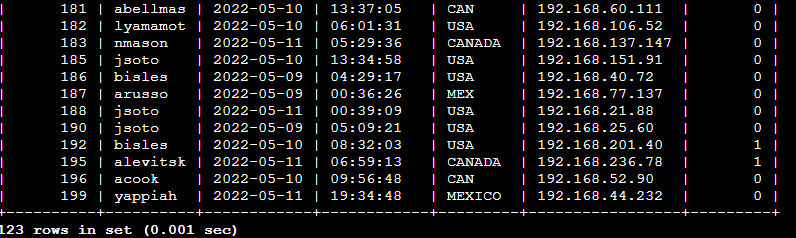 |       181 | abellmas | 2022-05-10 | 13:37:05   | CAN     | 192.168.60.111  |       0 |
|       182 | lyamamot | 2022-05-10 | 06:01:31   | USA     | 192.168.106.52  |       0 |
|       183 | nmason   | 2022-05-11 | 05:29:36   | CANADA  | 192.168.137.147 |       0 |
|       185 | jsoto    | 2022-05-10 | 13:34:58   | USA     | 192.168.151.91  |       0 |
|       186 | bisles   | 2022-05-09 | 04:29:17   | USA     | 192.168.40.72   |       0 |
|       187 | arusso   | 2022-05-09 | 00:36:26   | MEX     | 192.168.77.137  |       0 |
|       188 | jsoto    | 2022-05-11 | 00:39:09   | USA     | 192.168.21.88   |       0 |
|       190 | jsoto    | 2022-05-09 | 05:09:21   | USA     | 192.168.25.60   |       0 |
|       192 | bisles   | 2022-05-10 | 08:32:03   | USA     | 192.168.201.40  |       1 |
|       195 | alevitsk | 2022-05-11 | 06:59:13   | CANADA  | 192.168.236.78  |       1 |
|       196 | acook    | 2022-05-10 | 09:56:48   | CAN     | 192.168.52.90   |       0 |
|       199 | yappiah  | 2022-05-11 | 19:34:48   | MEXICO  | 192.168.44.232  |       0 |
+-----------+----------+------------+------------+---------+-----------------+---------+
123 rows in set (0.001 sec)